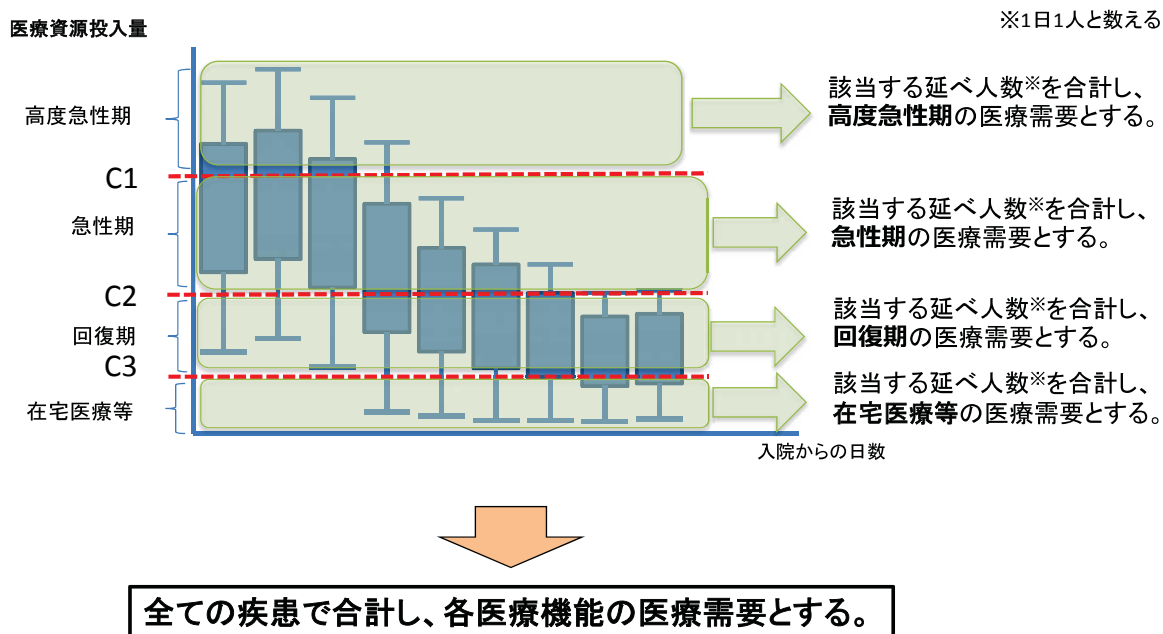 ※1日1人と数える
医療資源投入量
高度急性期
C1
急性期
C2
回復期
C3
在宅医療等
該当する延べ人数※を合計し、
高度急性期の医療需要とする。
該当する延べ人数※を合計し、
急性期の医療需要とする。
該当する延べ人数※を合計し、
回復期の医療需要とする。
該当する延べ人数※を合計し、
在宅医療等の医療需要とする。
入院からの日数
全ての疾患で合計し、各医療機能の医療需要とする。